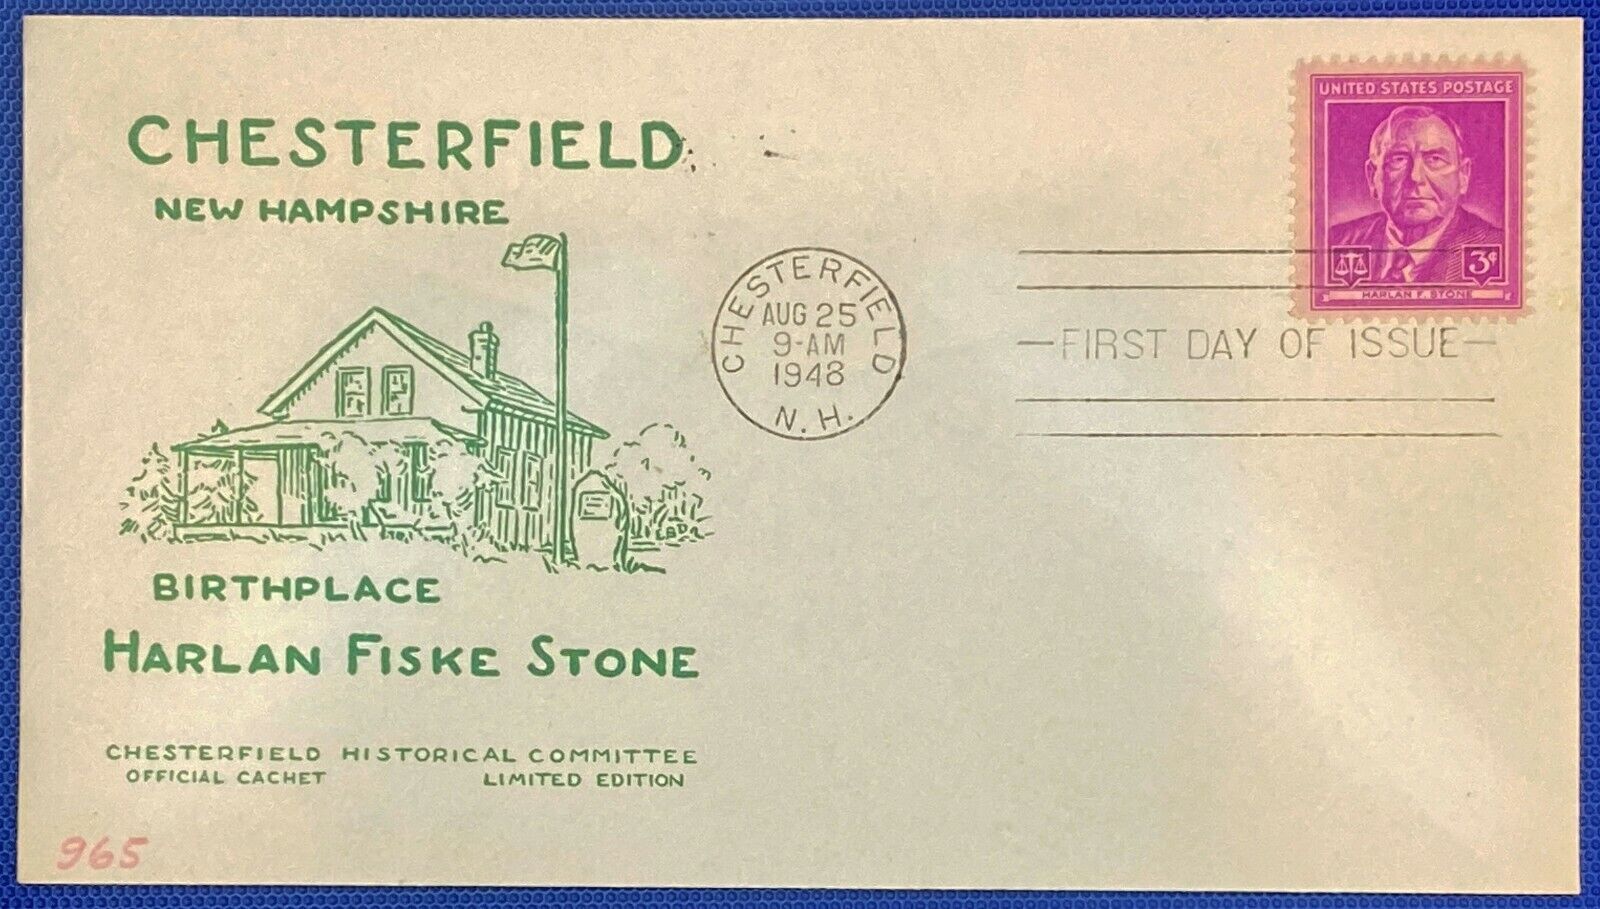 CHESTERFIELD
NEW HAMPSHIRE
BIRTHPLACE
HARLAN FISKE STONE
CHESTERFIELD HISTORICAL COMMITTEE
OFFICIAL CACHET LIMITED EDITION
965
CHESTERFIELD
AUG 25
9-AM
1948
N.H.
UNITED STATES POSTAGE
3¢
HARLAN F. STONE
—FIRST DAY OF ISSUE—